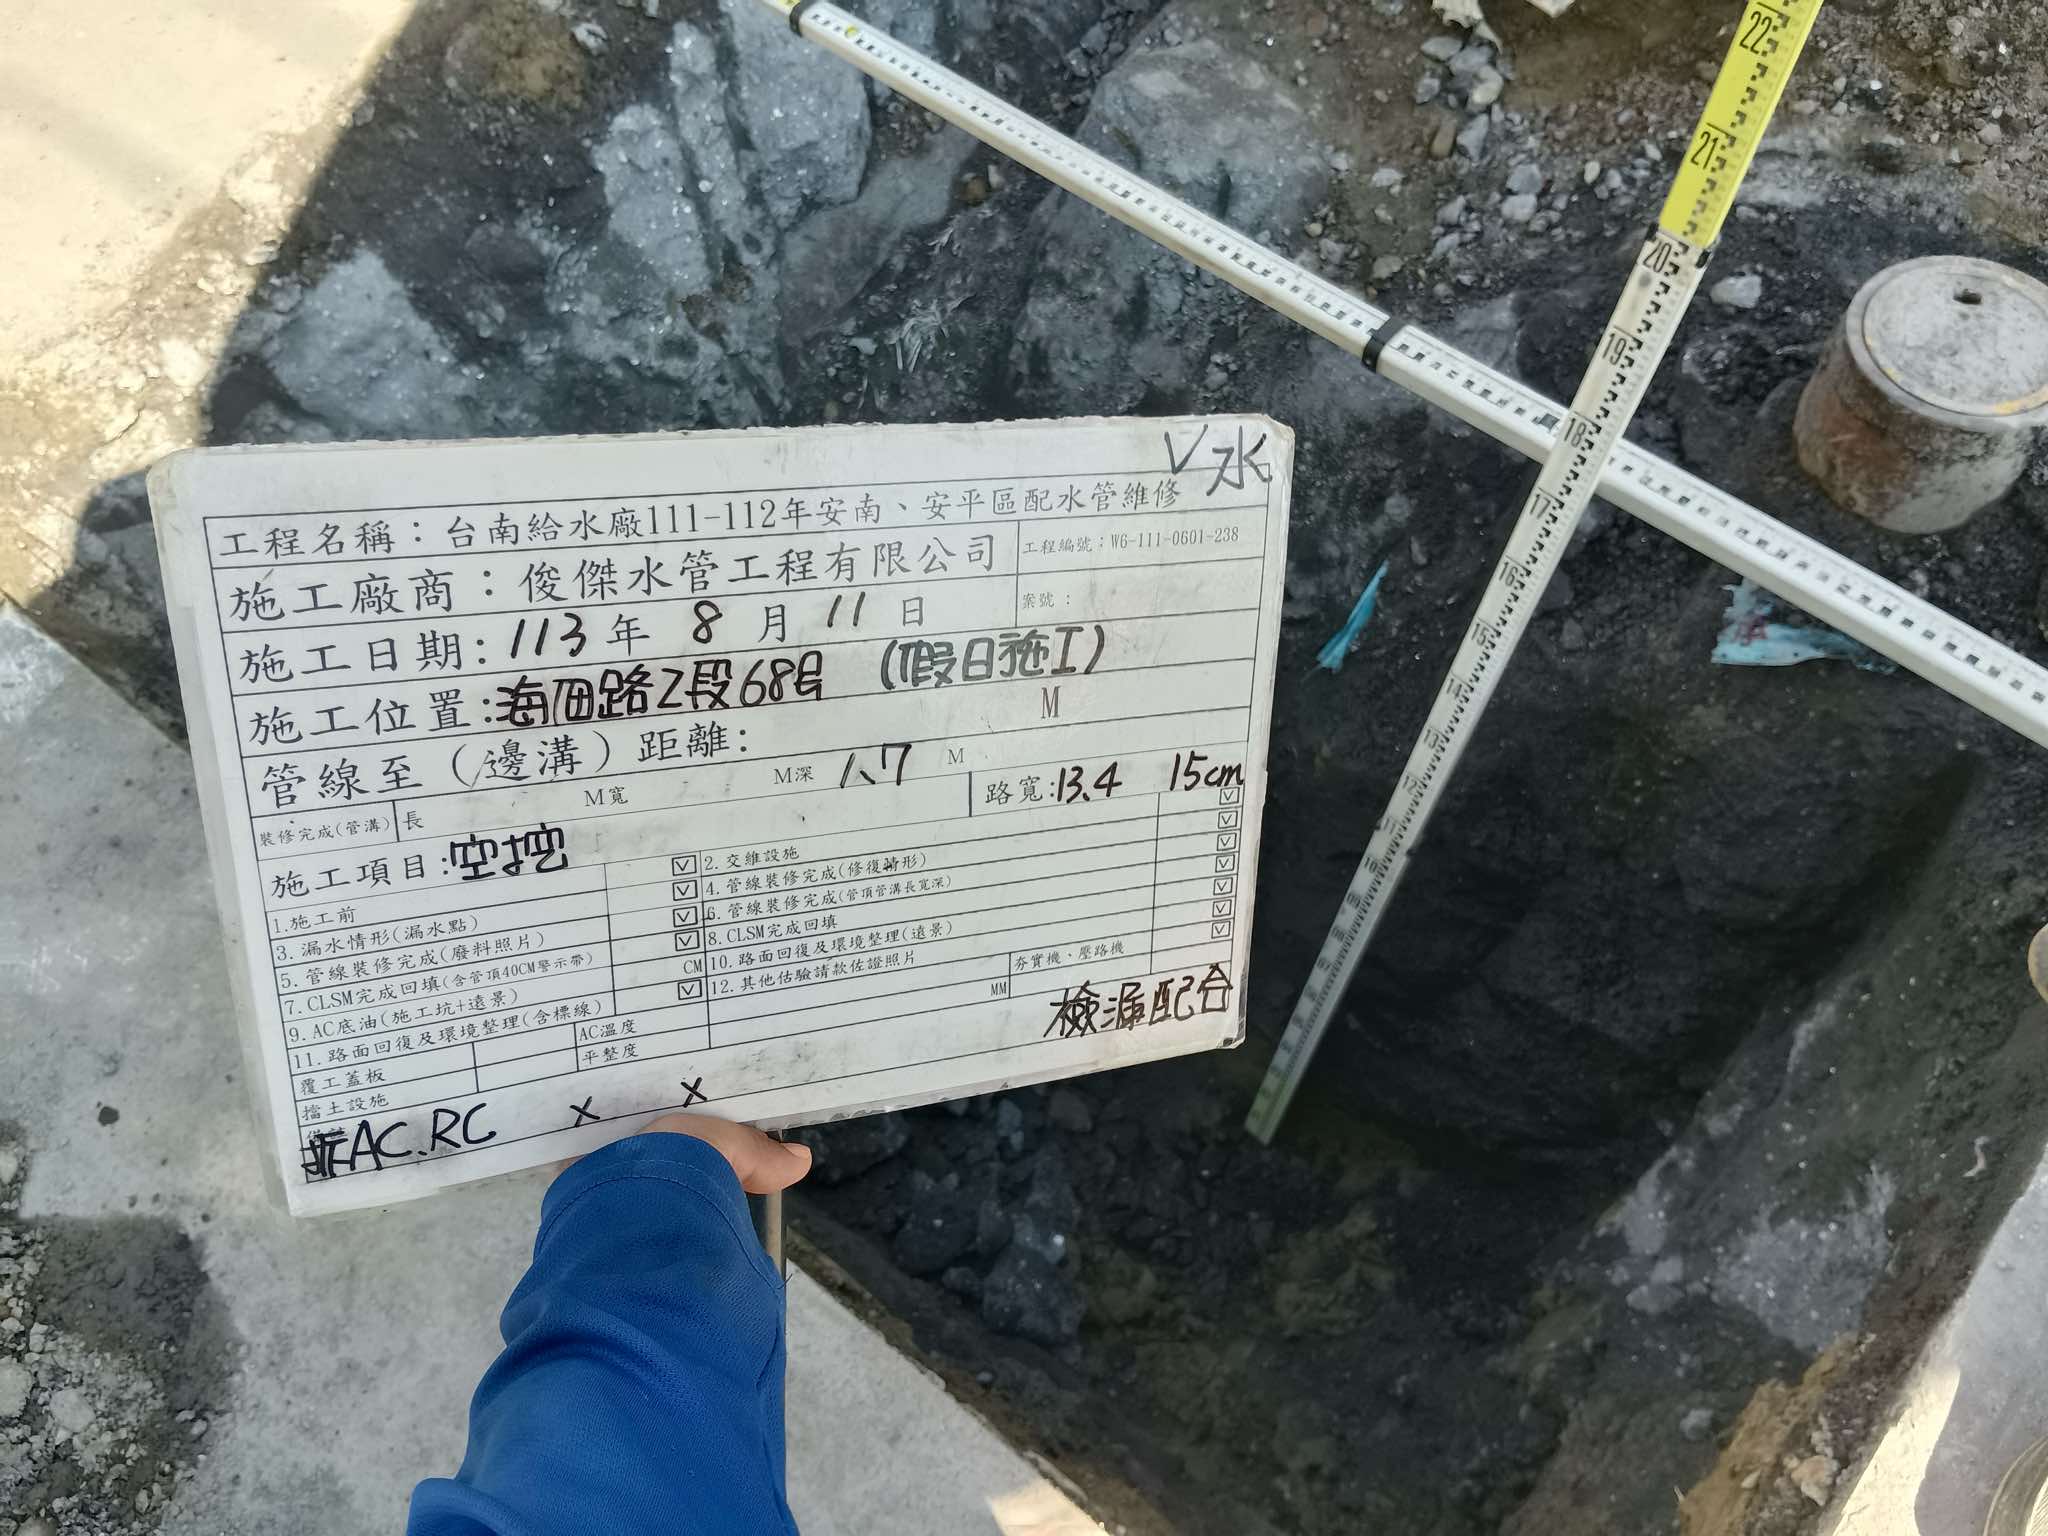 V水
工程名稱：台南給水廠111-112年安南、安平區配水管維修
施工廠商：俊傑水管工程有限公司
工程編號：W6-111-0601-238
施工日期：113年 8 月 11 日
案號：
施工位置：海佃路2段68号 (假日施工)
管線至（邊溝）距離： M
裝修完成(管溝) 長 M寬 M深 1.7 M
路寬：13.4 15cm
施工項目：空挖
1.施工前 ☑ 2.交維設施 ☑
3.漏水情形(漏水點) ☑ 4.管線裝修完成(修復情形) ☑
5.管線裝修完成(廢料照片) ☑ 6.管線裝修完成(管頂管溝長寬深) ☑
7.CLSM完成回填(含管頂40CM警示帶) ☑ 8.CLSM完成回填 ☑
9.AC底油(施工坑+遠景) CM 10.路面回復及環境整理(遠景) ☑
11.路面回復及環境整理(含標線) ☑ 12.其他估驗請款佐證照片 ☑
夯實機、壓路機 ☑
覆工蓋板 AC溫度
擋土設施 平整度 MM
檢漏配合
AC.RC x x
22
21
20
19
18
17
16
15
14
13
12
11
10